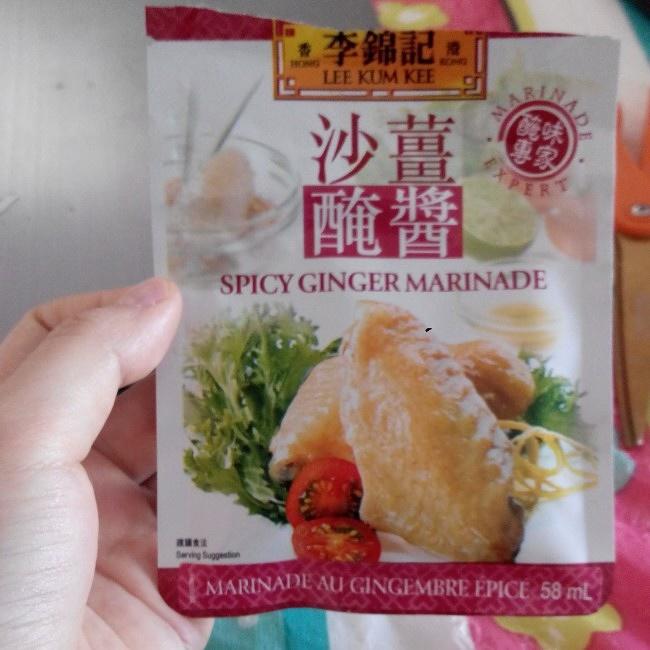 香 李錦記 港
HONG KONG
LEE KUM KEE
沙薑
醃醬
MARINADE
醃味
專家
EXPERT
SPICY GINGER MARINADE
建議食法
Serving Suggestion
MARINADE AU GINGEMBRE ÉPICÉ 58 mL